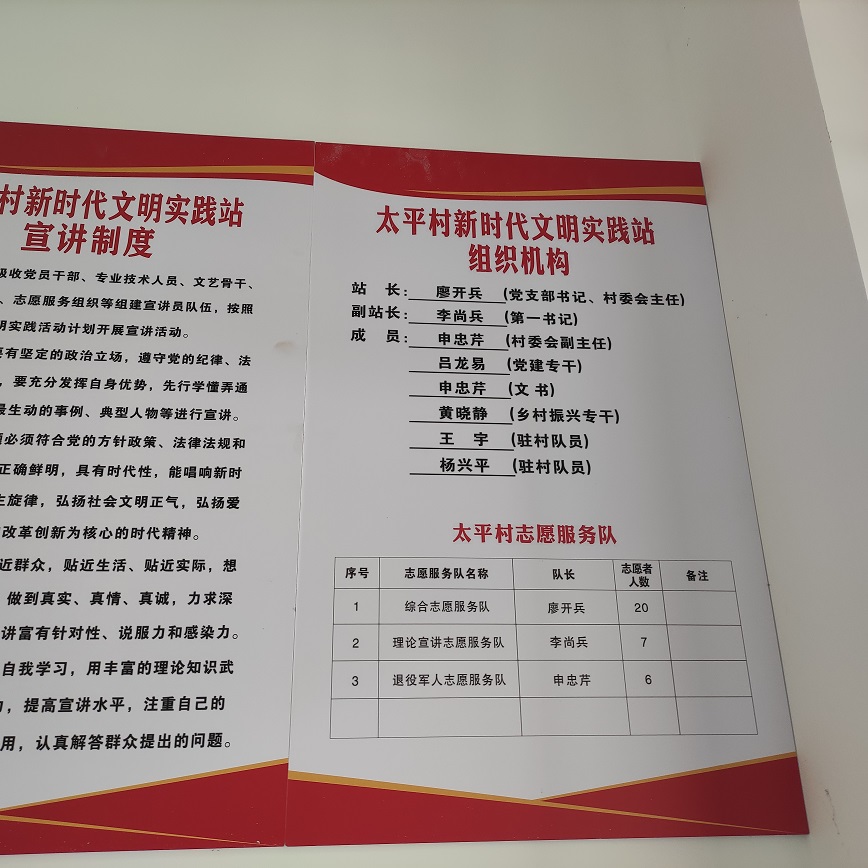 村新时代文明实践站
宣讲制度
吸收党员干部、专业技术人员、文艺骨干、
、志愿服务组织等组建宣讲员队伍，按照
明实践活动计划开展宣讲活动。
要有坚定的政治立场，遵守党的纪律、法
，要充分发挥自身优势，先行学懂弄通
最生动的事例、典型人物等进行宣讲。
必须符合党的方针政策、法律法规和
正确鲜明，具有时代性，能唱响新时
主旋律，弘扬社会文明正气，弘扬爱
改革创新为核心的时代精神。
近群众，贴近生活、贴近实际，想
，做到真实、真情、真诚，力求深
讲富有针对性、说服力和感染力。
自我学习，用丰富的理论知识武
，提高宣讲水平，注重自己的
用，认真解答群众提出的问题。
太平村新时代文明实践站
组织机构
站 长：廖开兵（党支部书记、村委会主任）
副站长：李尚兵（第一书记）
成 员：申忠芹（村委会副主任）
吕龙易（党建专干）
申忠芹（文 书）
黄晓静（乡村振兴专干）
王 宇（驻村队员）
杨兴平（驻村队员）
太平村志愿服务队
序号 志愿服务队名称 队长 志愿者人数 备注
1 综合志愿服务队 廖开兵 20
2 理论宣讲志愿服务队 李尚兵 7
3 退役军人志愿服务队 申忠芹 6